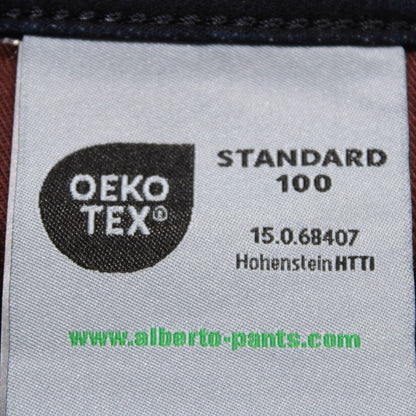 OEKO
TEX®
STANDARD
100
15.0.68407
Hohenstein HTTI
www.alberto-pants.com